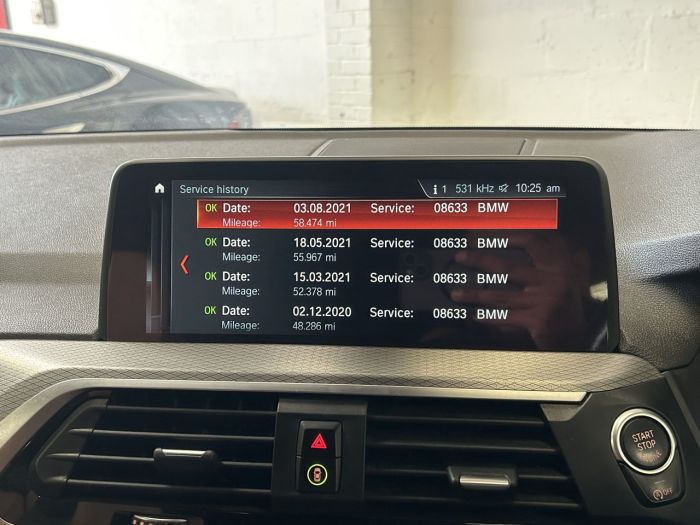 Service history
i 1 531 kHz 10:25 am
OK Date: 03.08.2021 Service: 08633 BMW
Mileage: 58.474 mi
OK Date: 18.05.2021 Service: 08633 BMW
Mileage: 55.967 mi
OK Date: 15.03.2021 Service: 08633 BMW
Mileage: 52.378 mi
OK Date: 02.12.2020 Service: 08633 BMW
Mileage: 48.286 mi
START
STOP
OFF